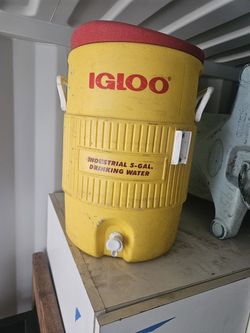 IGLOO
INDUSTRIAL 5-GAL.
DRINKING WATER